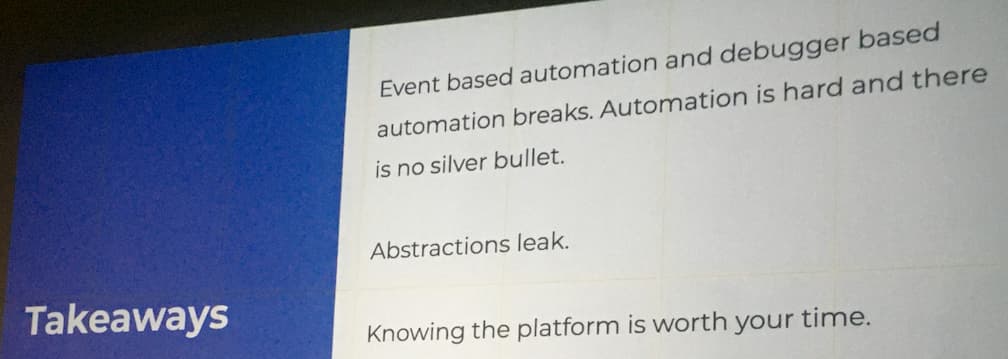 Takeaways
Event based automation and debugger based
automation breaks. Automation is hard and there
is no silver bullet.
Abstractions leak.
Knowing the platform is worth your time.